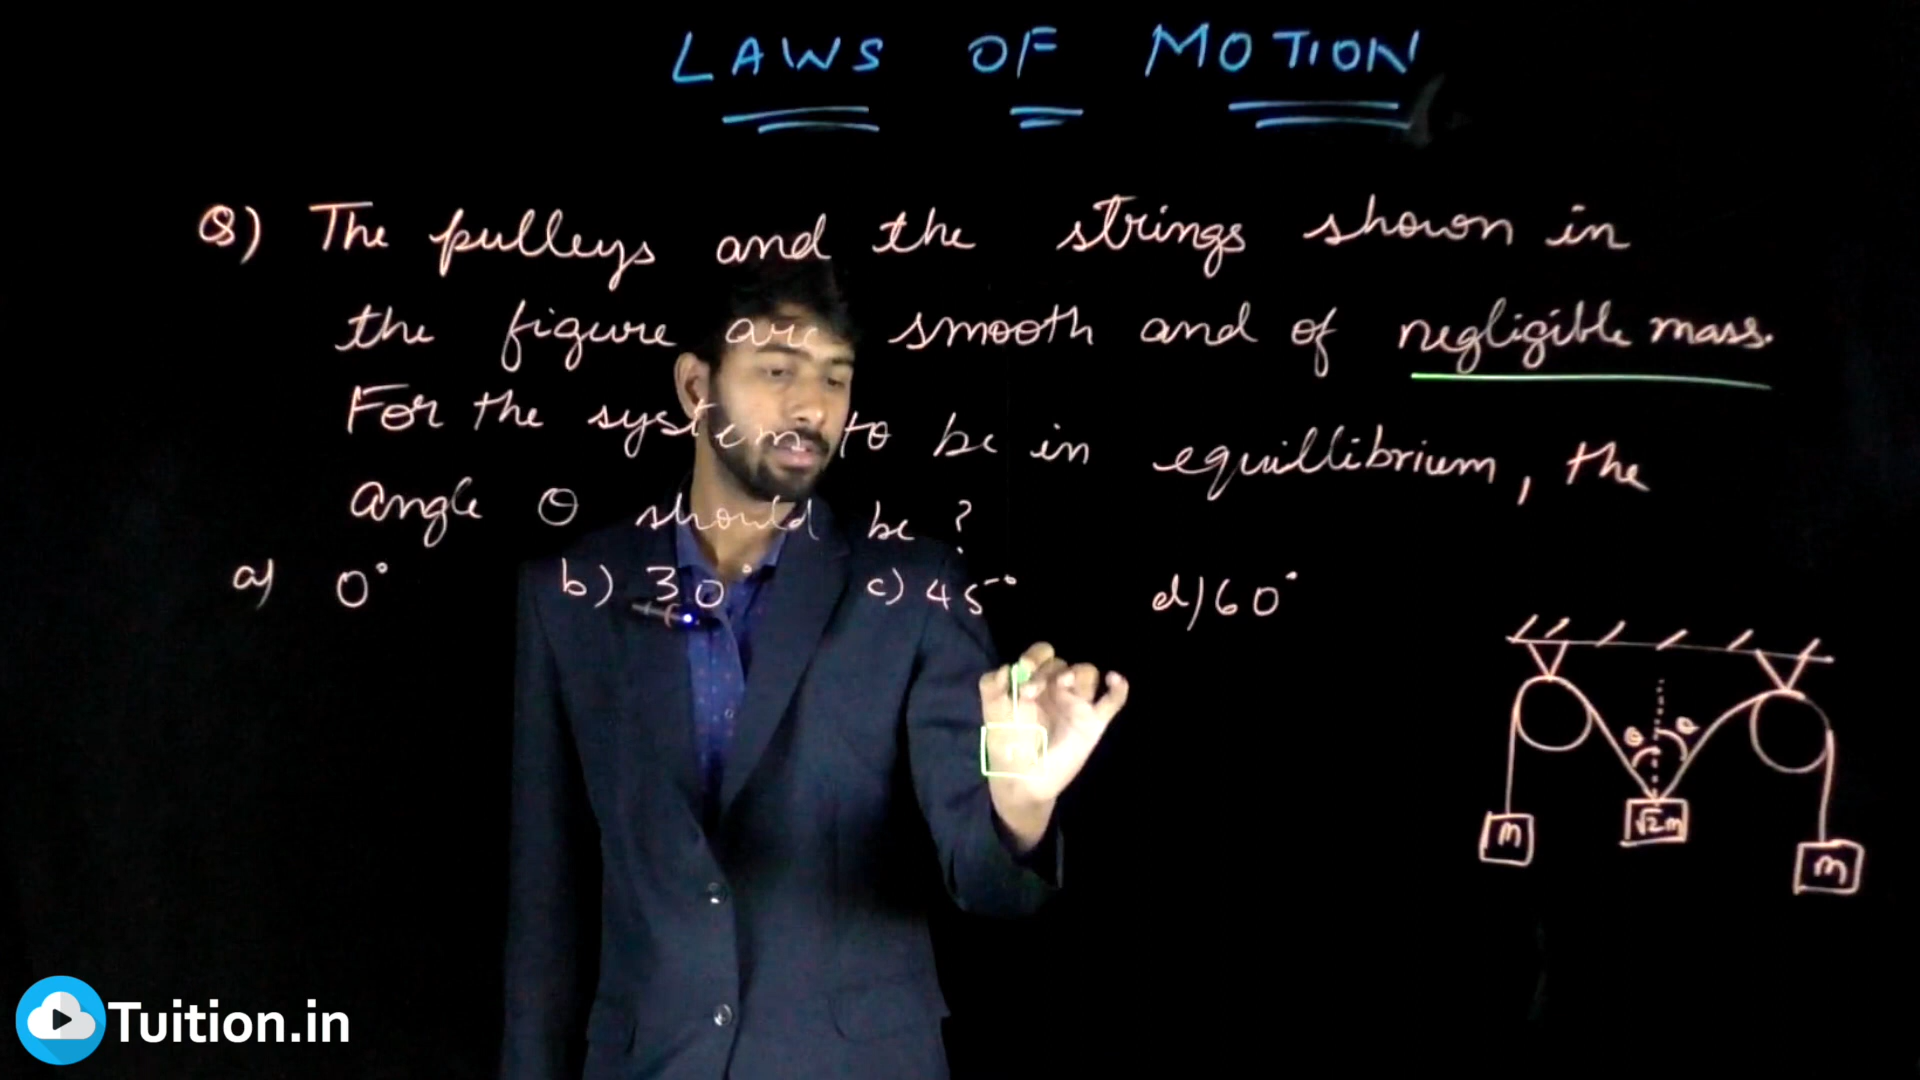 LAWS OF MOTION
Q) The pulleys and the strings shown in
the figure are smooth and of negligible mass.
For the system to be in equillibrium, the
angle θ should be ?
a) 0° b) 30° c) 45° d) 60°
θ θ
m √2m m
Tuition.in